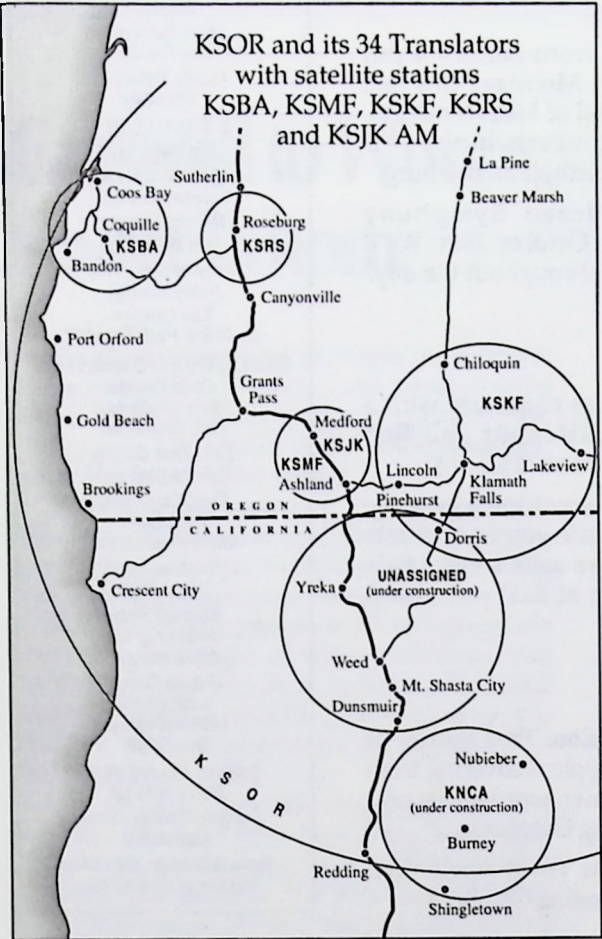 KSOR and its 34 Translators
with satellite stations
KSBA, KSMF, KSKF, KSRS
and KSJK AM
La Pine
Sutherlin
Beaver Marsh
Coos Bay
Coquille
KSBA
Bandon
Roseburg
KSRS
Canyonville
Port Orford
Chiloquin
Grants
Pass
KSKF
Gold Beach
Medford
KSJK
KSMF
Ashland
Lincoln
Pinehurst
Klamath
Falls
Lakeview
Brookings
OREGON
CALIFORNIA
Dorris
Crescent City
UNASSIGNED
(under construction)
Yreka
Weed
Mt. Shasta City
Dunsmuir
KSOR
Nubieber
KNCA
(under construction)
Burney
Redding
Shingletown